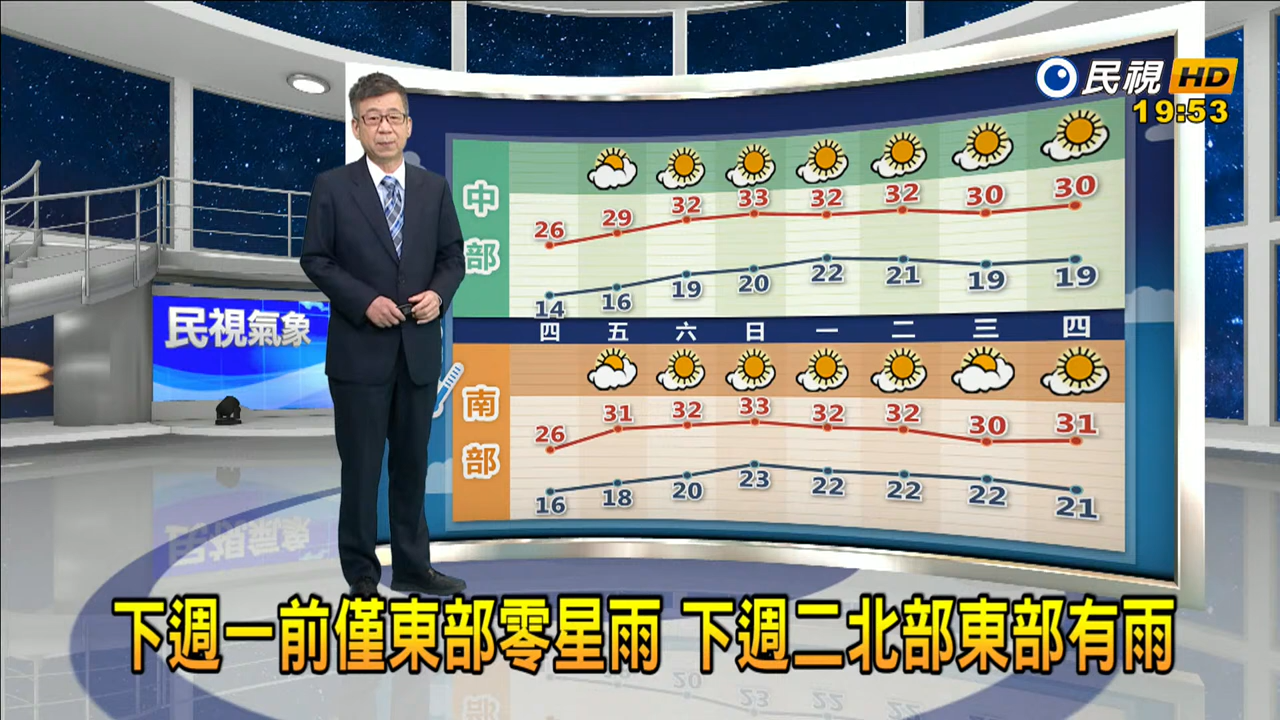 民視 HD
19:53
民視氣象
中部
26 29 32 33 32 32 30 30
14 16 19 20 22 21 19 19
四 五 六 日 一 二 三 四
南部
26 31 32 33 32 32 30 31
16 18 20 23 22 22 22 21
下週一前僅東部零星雨 下週二北部東部有雨